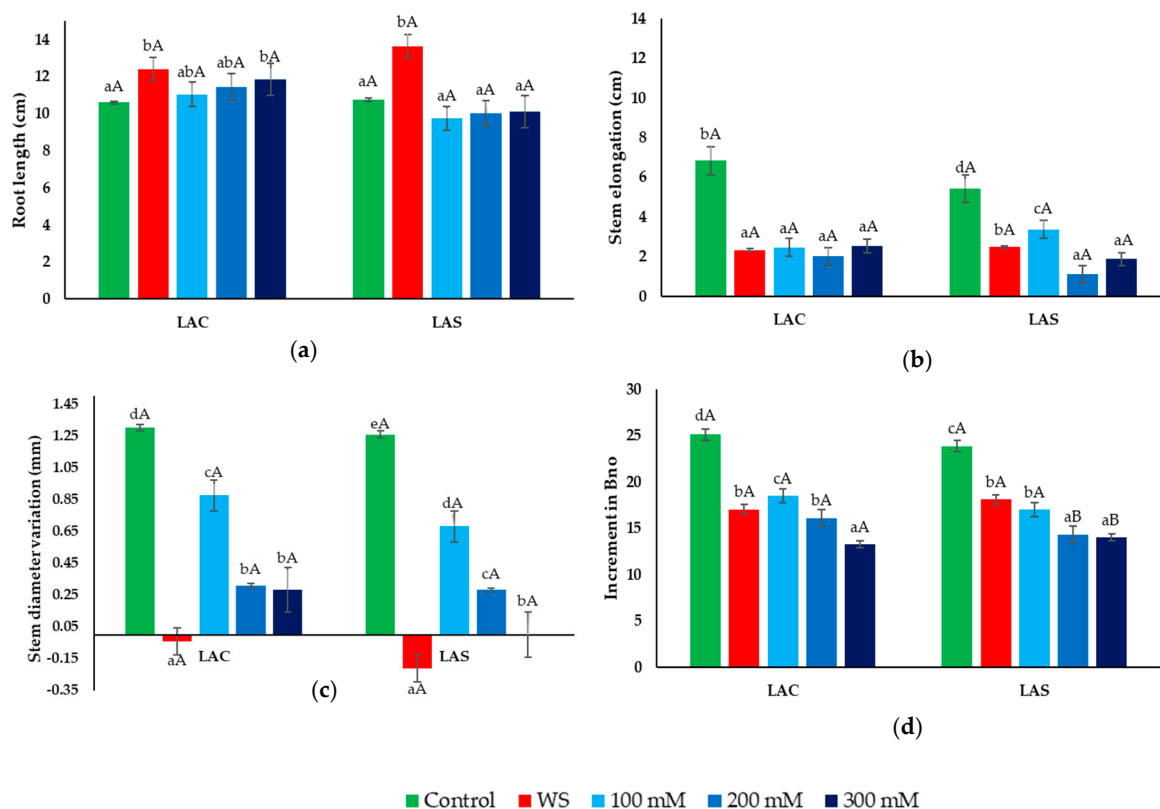 Root length (cm)
14
12
10
8
6
4
2
0
aA bA abA abA bA
aA bA aA aA aA
LAC LAS
(a)
Stem elongation (cm)
14
12
10
8
6
4
2
0
bA aA aA aA aA
dA bA cA aA aA
LAC LAS
(b)
Stem diameter variation (mm)
1.45
1.25
1.05
0.85
0.65
0.45
0.25
0.05
-0.15
-0.35
dA aA cA bA bA
eA aA dA cA bA
LAC LAS
(c)
Increment in Bno
30
25
20
15
10
5
0
dA bA cA bA aA
cA bA bA aB aB
LAC LAS
(d)
Control WS 100 mM 200 mM 300 mM